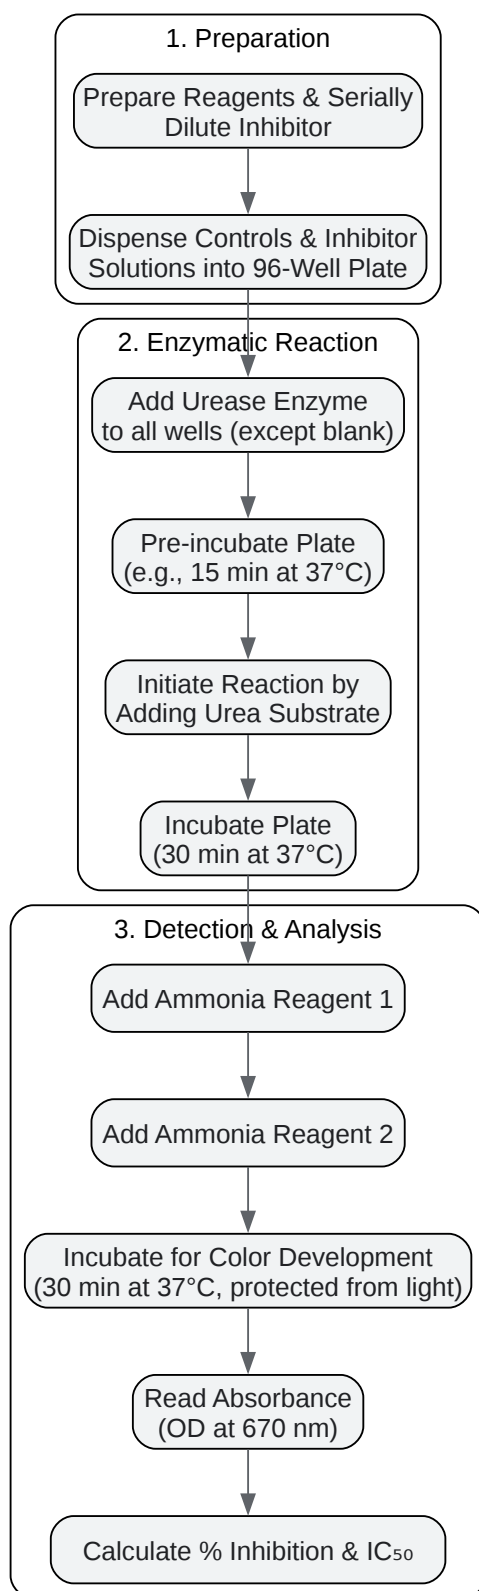 1. Preparation
Prepare Reagents & Serially
Dilute Inhibitor
Dispense Controls & Inhibitor
Solutions into 96-Well Plate
2. Enzymatic Reaction
Add Urease Enzyme
to all wells (except blank)
Pre-incubate Plate
(e.g., 15 min at 37°C)
Initiate Reaction by
Adding Urea Substrate
Incubate Plate
(30 min at 37°C)
3. Detection & Analysis
Add Ammonia Reagent 1
Add Ammonia Reagent 2
Incubate for Color Development
(30 min at 37°C, protected from light)
Read Absorbance
(OD at 670 nm)
Calculate % Inhibition & IC₅₀